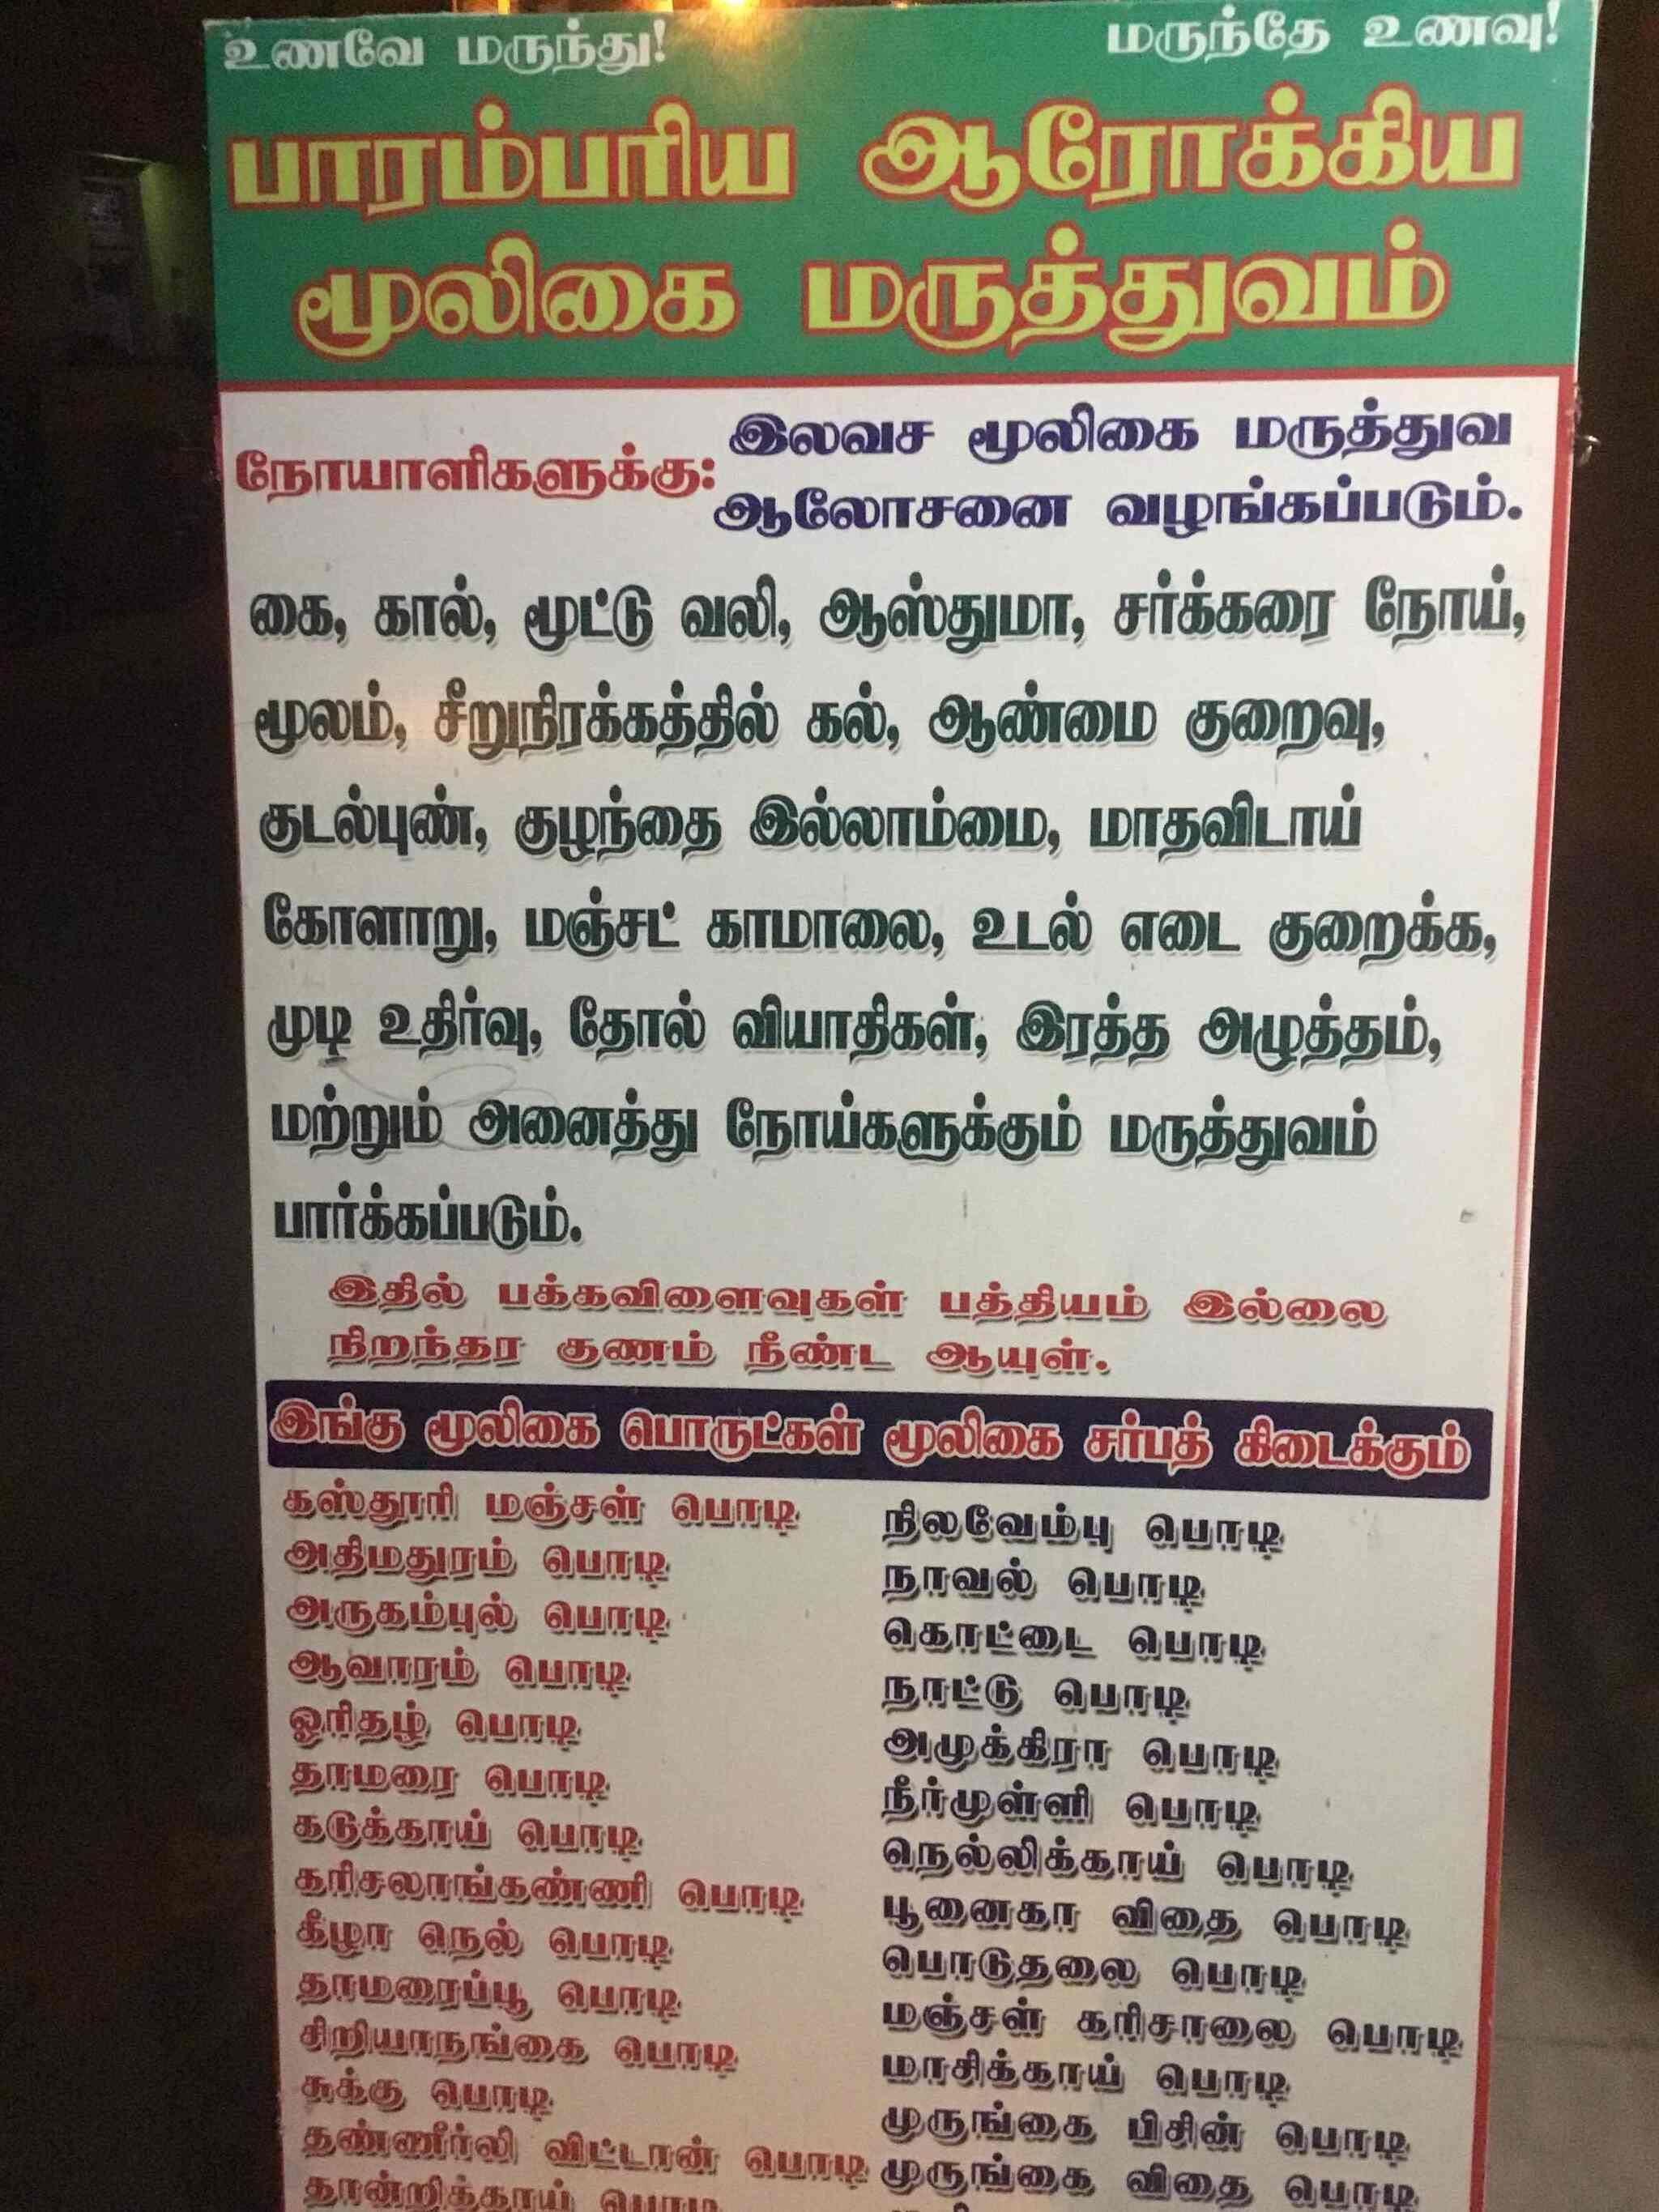 உணவே மருந்து! மருந்தே உணவு!
பாரம்பரிய ஆரோக்கிய
மூலிகை மருத்துவம்
நோயாளிகளுக்கு: இலவச மூலிகை மருத்துவ
ஆலோசனை வழங்கப்படும்.
கை, கால், மூட்டு வலி, ஆஸ்துமா, சர்க்கரை நோய்,
மூலம், சீறுநிரக்கத்தில் கல், ஆண்மை குறைவு,
குடல்புண், குழந்தை இல்லாம்மை, மாதவிடாய்
கோளாறு, மஞ்சட் காமாலை, உடல் எடை குறைக்க,
முடி உதிர்வு, தோல் வியாதிகள், இரத்த அழுத்தம்,
மற்றும் அனைத்து நோய்களுக்கும் மருத்துவம்
பார்க்கப்படும்.
இதில் பக்கவிளைவுகள் பத்தியம் இல்லை
நிறந்தர குணம் நீண்ட ஆயுள்.
இங்கு மூலிகை பொருட்கள் மூலிகை சர்பத் கிடைக்கும்
கஸ்தூரி மஞ்சள் பொடி
அதிமதுரம் பொடி
அருகம்புல் பொடி
ஆவாரம் பொடி
ஓரிதழ் பொடி
தாமரை பொடி
கடுக்காய் பொடி
கரிசலாங்கண்ணி பொடி
கீழா நெல் பொடி
தாமரைப்பூ பொடி
சிறியாநங்கை பொடி
சுக்கு பொடி
தண்ணீர்லி விட்டான் பொடி
தான்றிக்காய் பொடி
நிலவேம்பு பொடி
நாவல் பொடி
கொட்டை பொடி
நாட்டு பொடி
அமுக்கிரா பொடி
நீர்முள்ளி பொடி
நெல்லிக்காய் பொடி
பூனைகா விதை பொடி
பொடுதலை பொடி
மஞ்சள் கரிசாலை பொடி
மாசிக்காய் பொடி
முருங்கை பிசின் பொடி
முருங்கை விதை பொடி